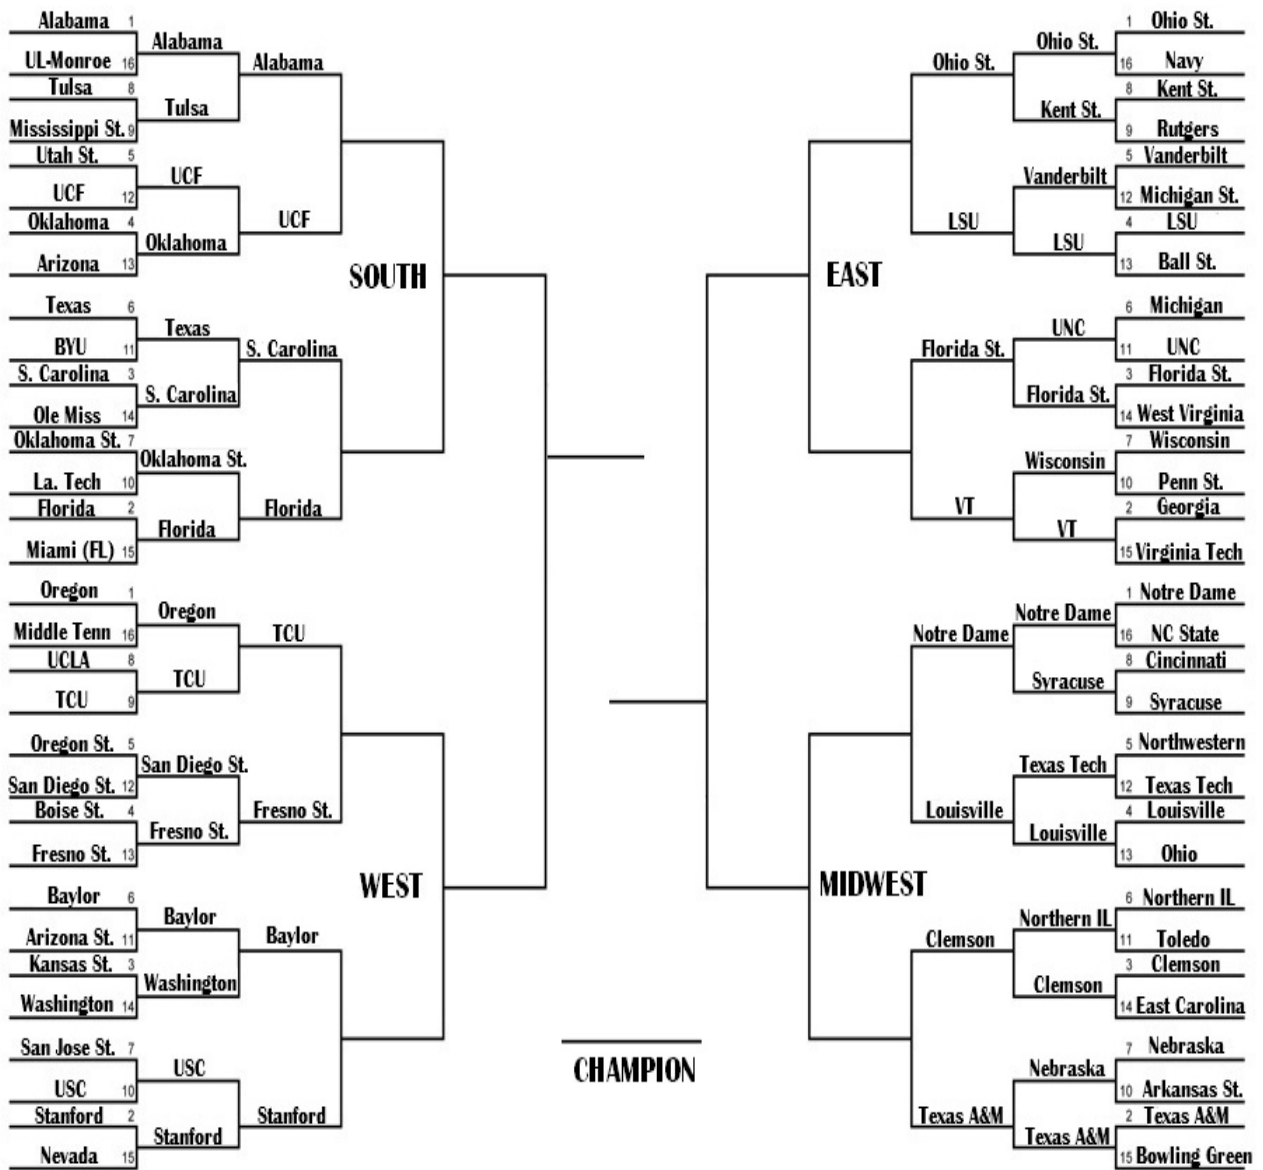 Alabama 1
UL-Monroe 16
Tulsa 8
Mississippi St. 9
Utah St. 5
UCF 12
Oklahoma 4
Arizona 13
Texas 6
BYU 11
S. Carolina 3
Ole Miss 14
Oklahoma St. 7
La. Tech 10
Florida 2
Miami (FL) 15
Alabama
Tulsa
UCF
Oklahoma
Texas
S. Carolina
Oklahoma St.
Florida
Alabama
UCF
S. Carolina
Florida
SOUTH
Oregon 1
Middle Tenn 16
UCLA 8
TCU 9
Oregon St. 5
San Diego St. 12
Boise St. 4
Fresno St. 13
Baylor 6
Arizona St. 11
Kansas St. 3
Washington 14
San Jose St. 7
USC 10
Stanford 2
Nevada 15
Oregon
TCU
San Diego St.
Fresno St.
Baylor
Washington
USC
Stanford
TCU
Fresno St.
Baylor
Stanford
WEST
CHAMPION
EAST
Ohio St.
LSU
Florida St.
VT
Ohio St.
Kent St.
Vanderbilt
LSU
UNC
Florida St.
Wisconsin
VT
1 Ohio St.
16 Navy
8 Kent St.
9 Rutgers
5 Vanderbilt
12 Michigan St.
4 LSU
13 Ball St.
6 Michigan
11 UNC
3 Florida St.
14 West Virginia
7 Wisconsin
10 Penn St.
2 Georgia
15 Virginia Tech
MIDWEST
Notre Dame
Louisville
Clemson
Texas A&M
Notre Dame
Syracuse
Texas Tech
Louisville
Northern IL
Clemson
Nebraska
Texas A&M
1 Notre Dame
16 NC State
8 Cincinnati
9 Syracuse
5 Northwestern
12 Texas Tech
4 Louisville
13 Ohio
6 Northern IL
11 Toledo
3 Clemson
14 East Carolina
7 Nebraska
10 Arkansas St.
2 Texas A&M
15 Bowling Green